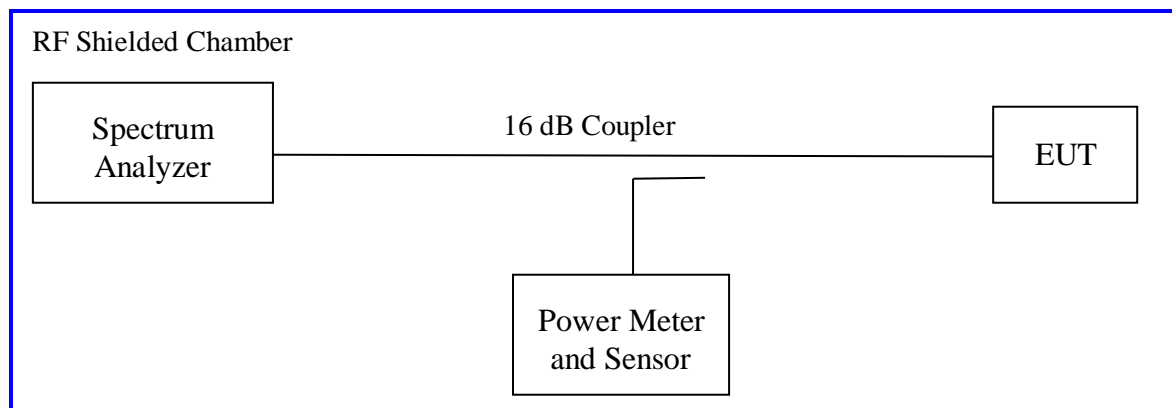 RF Shielded Chamber
Spectrum
Analyzer
16 dB Coupler
EUT
Power Meter
and Sensor